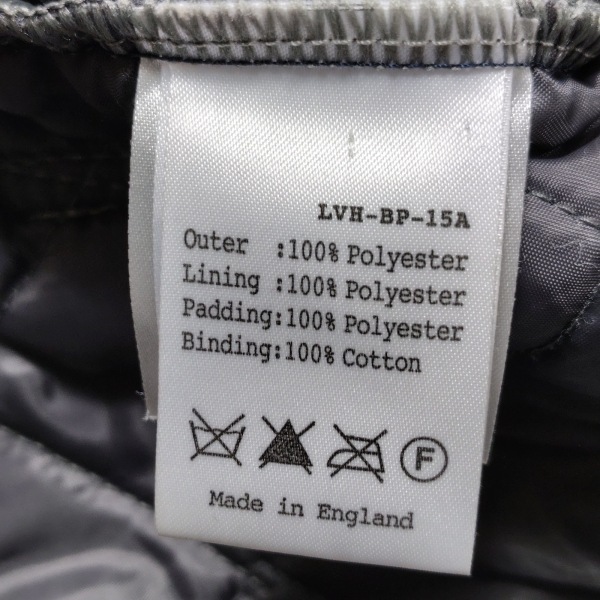 LVH-BP-15A
Outer :100% Polyester
Lining :100% Polyester
Padding:100% Polyester
Binding:100% Cotton
F
Made in England